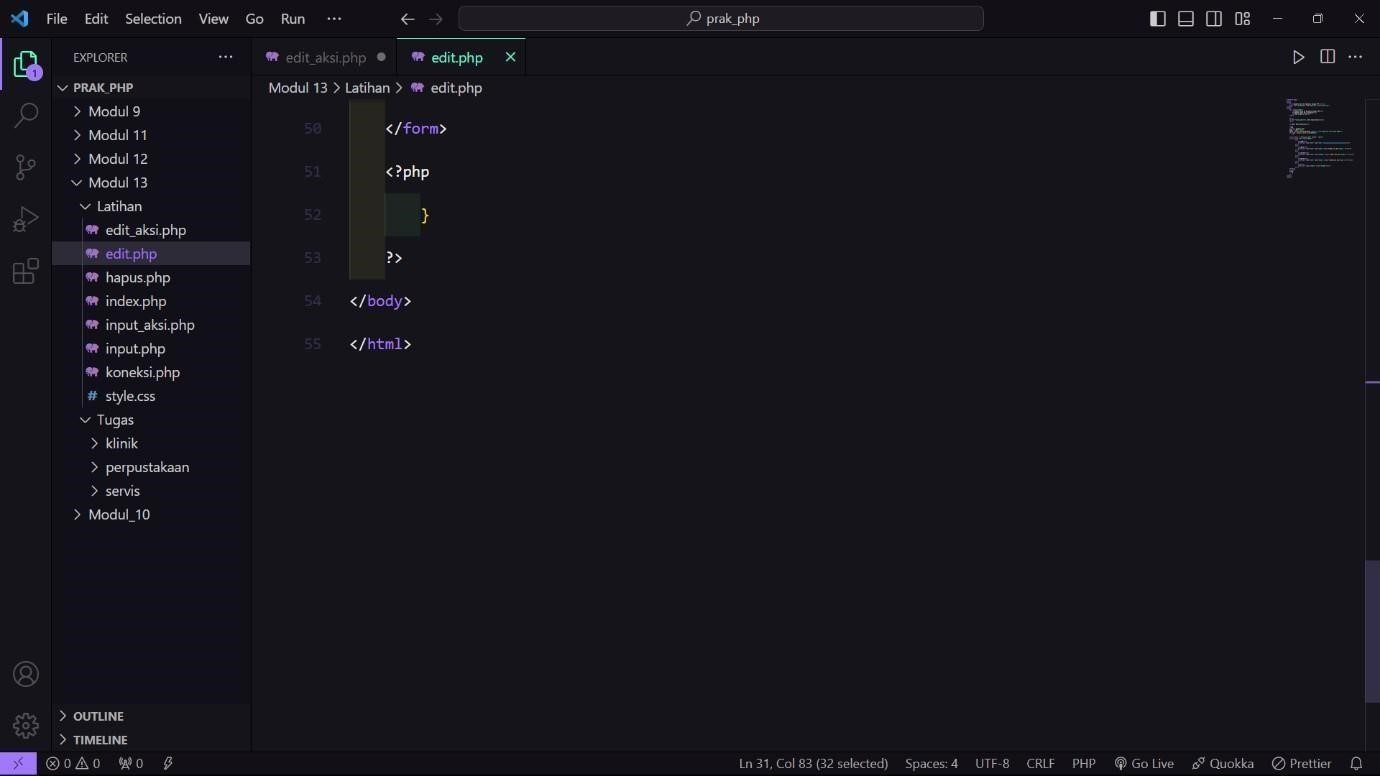 File Edit Selection View Go Run ··· prak_php
EXPLORER ···
PRAK_PHP
Modul 9
Modul 11
Modul 12
Modul 13
Latihan
edit_aksi.php
edit.php
hapus.php
index.php
input_aksi.php
input.php
koneksi.php
# style.css
Tugas
klinik
perpustakaan
servis
Modul_10
OUTLINE
TIMELINE
1
edit_aksi.php edit.php
Modul 13 > Latihan > edit.php
50 </form>
51 <?php
52 }
53 ?>
54 </body>
55 </html>
0 0 0 Ln 31, Col 83 (32 selected) Spaces: 4 UTF-8 CRLF PHP Go Live Quokka Prettier